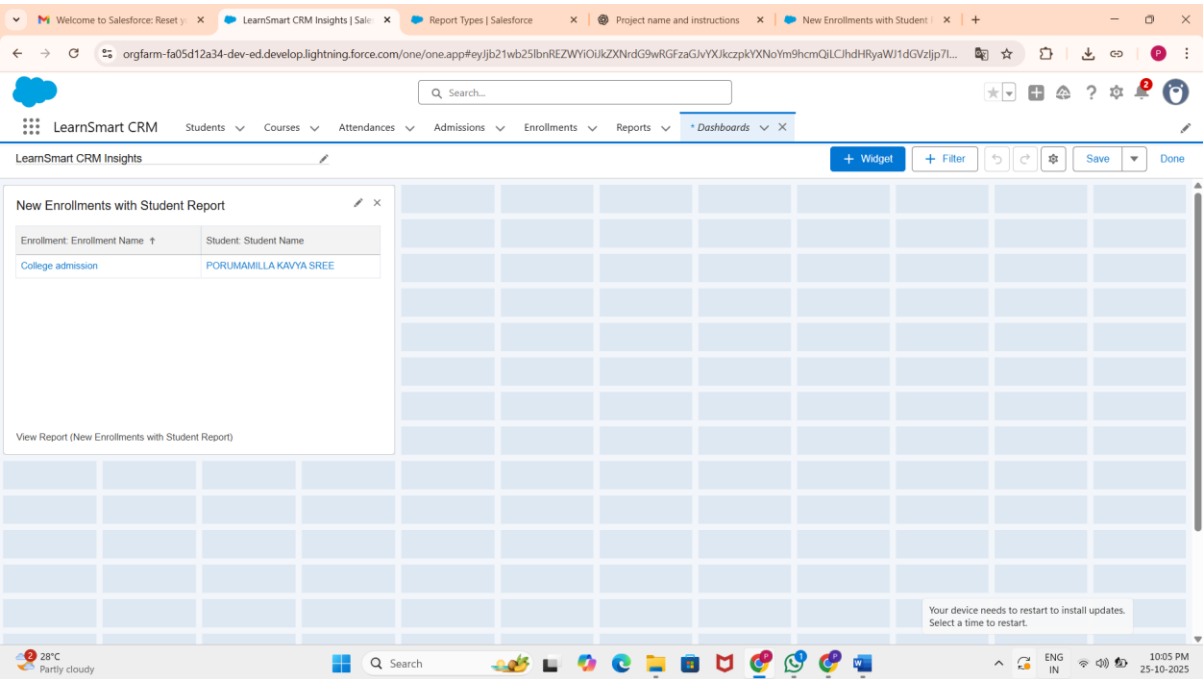 Welcome to Salesforce: Reset y
LearnSmart CRM Insights | Sale
Report Types | Salesforce
Project name and instructions
New Enrollments with Student
orgfarm-fa05d12a34-dev-ed.develop.lightning.force.com/one/one.app#
P
Search...
2
LearnSmart CRM
Students
Courses
Attendances
Admissions
Enrollments
Reports
* Dashboards
LearnSmart CRM Insights
+ Widget
+ Filter
Save
Done
New Enrollments with Student Report
Enrollment: Enrollment Name ↑ Student: Student Name
College admission PORUMAMILLA KAVYA SREE
View Report (New Enrollments with Student Report)
Your device needs to restart to install updates.
Select a time to restart.
2
28°C
Partly cloudy
Search
1
ENG
IN
10:05 PM
25-10-2025